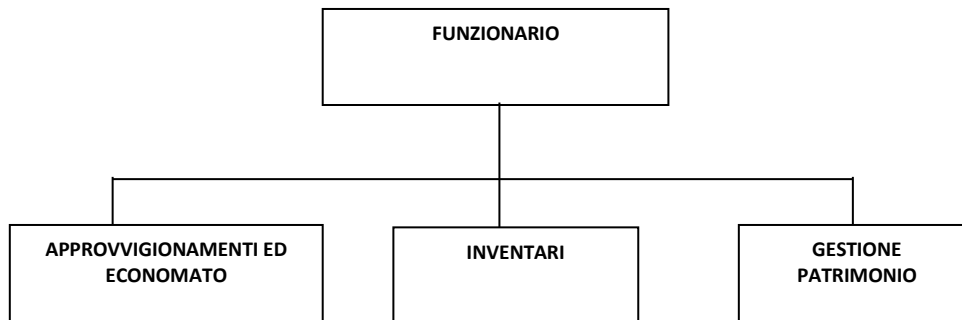 FUNZIONARIO
APPROVVIGIONAMENTI ED
ECONOMATO
INVENTARI
GESTIONE
PATRIMONIO